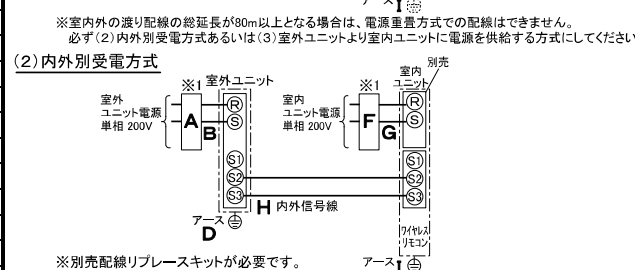 アース
※室内外の渡り配線の総延長が80m以上となる場合は、電源重畳方式での配線はできません。
必ず(2)内外別受電方式あるいは(3)室外ユニットより室内ユニットに電源を供給する方式にしてください
(2)内外別受電方式
別売
※1 室外ユニット
※1 室内
ユニット
室外
ユニット電源
単相 200V
A
B
R
S
S1
S2
S3
室内
ユニット電源
単相 200V
F
G
R
S
S1
S2
S3
H 内外信号線
アース
D
ワイヤレス
リモコン
※別売配線リプレースキットが必要です。
アース I